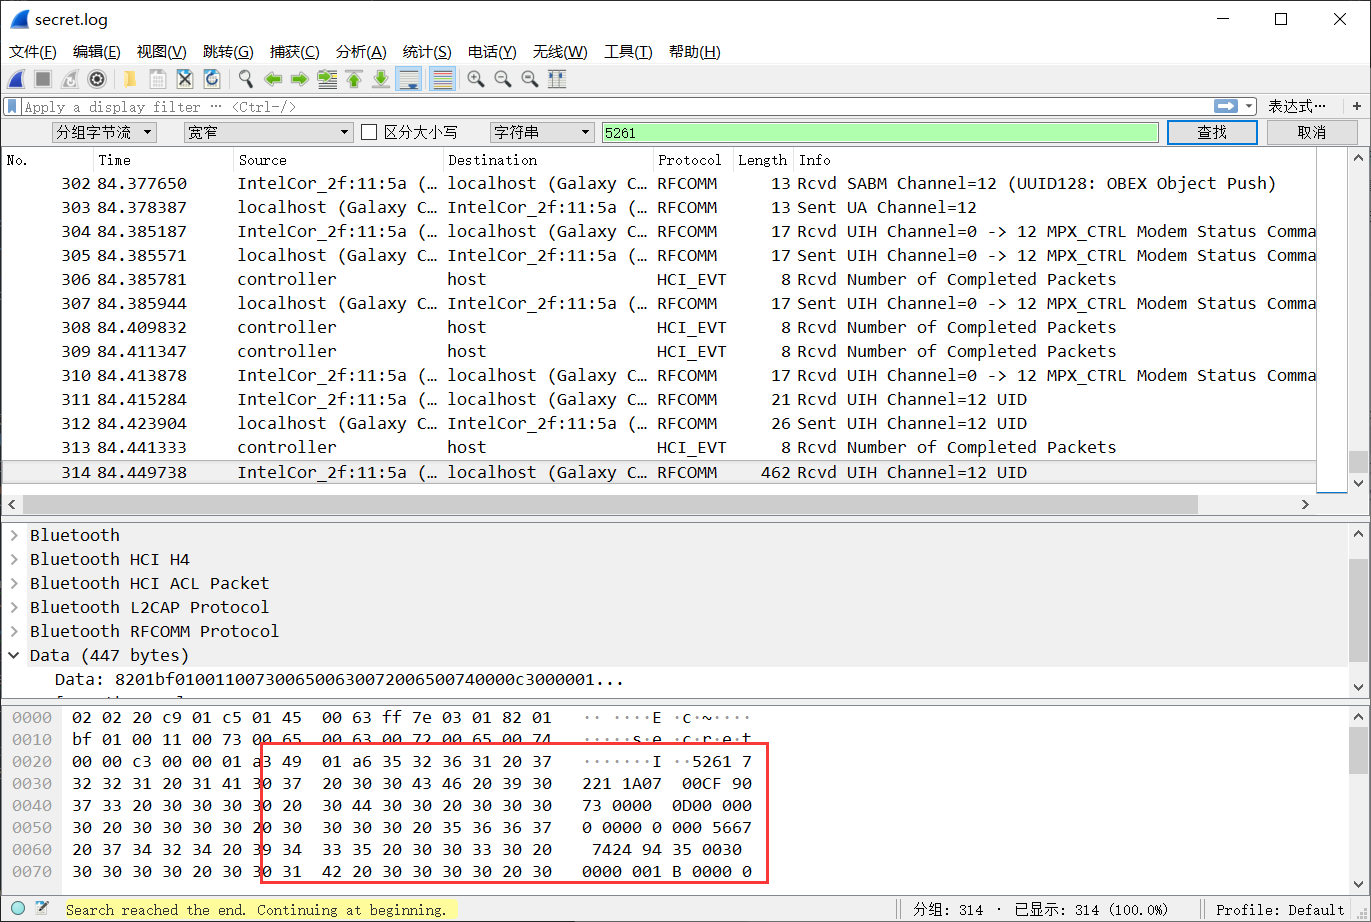 secret.log
文件(F) 编辑(E) 视图(V) 跳转(G) 捕获(C) 分析(A) 统计(S) 电话(Y) 无线(W) 工具(T) 帮助(H)
Apply a display filter … <Ctrl-/> 表达式… +
分组字节流 宽窄 区分大小写 字符串 5261 查找 取消
No. Time Source Destination Protocol Length Info
302 84.377650 IntelCor_2f:11:5a (… localhost (Galaxy C… RFCOMM 13 Rcvd SABM Channel=12 (UUID128: OBEX Object Push)
303 84.378387 localhost (Galaxy C… IntelCor_2f:11:5a (… RFCOMM 13 Sent UA Channel=12
304 84.385187 IntelCor_2f:11:5a (… localhost (Galaxy C… RFCOMM 17 Rcvd UIH Channel=0 -> 12 MPX_CTRL Modem Status Comma
305 84.385571 localhost (Galaxy C… IntelCor_2f:11:5a (… RFCOMM 17 Sent UIH Channel=0 -> 12 MPX_CTRL Modem Status Comma
306 84.385781 controller host HCI_EVT 8 Rcvd Number of Completed Packets
307 84.385944 localhost (Galaxy C… IntelCor_2f:11:5a (… RFCOMM 17 Sent UIH Channel=0 -> 12 MPX_CTRL Modem Status Comma
308 84.409832 controller host HCI_EVT 8 Rcvd Number of Completed Packets
309 84.411347 controller host HCI_EVT 8 Rcvd Number of Completed Packets
310 84.413878 IntelCor_2f:11:5a (… localhost (Galaxy C… RFCOMM 17 Rcvd UIH Channel=0 -> 12 MPX_CTRL Modem Status Comma
311 84.415284 IntelCor_2f:11:5a (… localhost (Galaxy C… RFCOMM 21 Rcvd UIH Channel=12 UID
312 84.423904 localhost (Galaxy C… IntelCor_2f:11:5a (… RFCOMM 26 Sent UIH Channel=12 UID
313 84.441333 controller host HCI_EVT 8 Rcvd Number of Completed Packets
314 84.449738 IntelCor_2f:11:5a (… localhost (Galaxy C… RFCOMM 462 Rcvd UIH Channel=12 UID
Bluetooth
Bluetooth HCI H4
Bluetooth HCI ACL Packet
Bluetooth L2CAP Protocol
Bluetooth RFCOMM Protocol
Data (447 bytes)
Data: 8201bf0100110073006500630072006500740000c3000001...
0000 02 02 20 c9 01 c5 01 45 00 63 ff 7e 03 01 82 01 ·· ····E ·c·~····
0010 bf 01 00 11 00 73 00 65 00 63 00 72 00 65 00 74 ·····s·e ·c·r·e·t
0020 00 00 c3 00 00 01 a3 49 01 a6 35 32 36 31 20 37 ·······I ··5261 7
0030 32 32 31 20 31 41 30 37 20 30 30 43 46 20 39 30 221 1A07 00CF 90
0040 37 33 20 30 30 30 30 20 30 44 30 30 20 30 30 30 73 0000 0D00 000
0050 30 20 30 30 30 30 20 30 30 30 30 20 35 36 36 37 0 0000 0 000 5667
0060 20 37 34 32 34 20 39 34 33 35 20 30 30 33 30 20 7424 94 35 0030
0070 30 30 30 30 20 30 30 31 42 20 30 30 30 30 20 30 0000 001 B 0000 0
Search reached the end. Continuing at beginning. 分组: 314 · 已显示: 314 (100.0%) Profile: Default